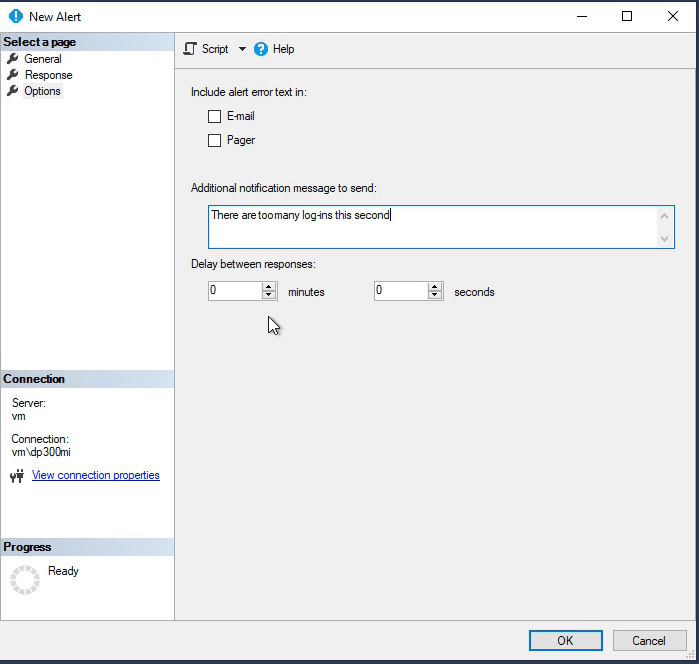 New Alert
Select a page
General
Response
Options
Script
Help
Include alert error text in:
E-mail
Pager
Additional notification message to send:
There are too many log-ins this second
Delay between responses:
0 minutes 0 seconds
Connection
Server:
vm
Connection:
vm\dp300mi
View connection properties
Progress
Ready
OK Cancel